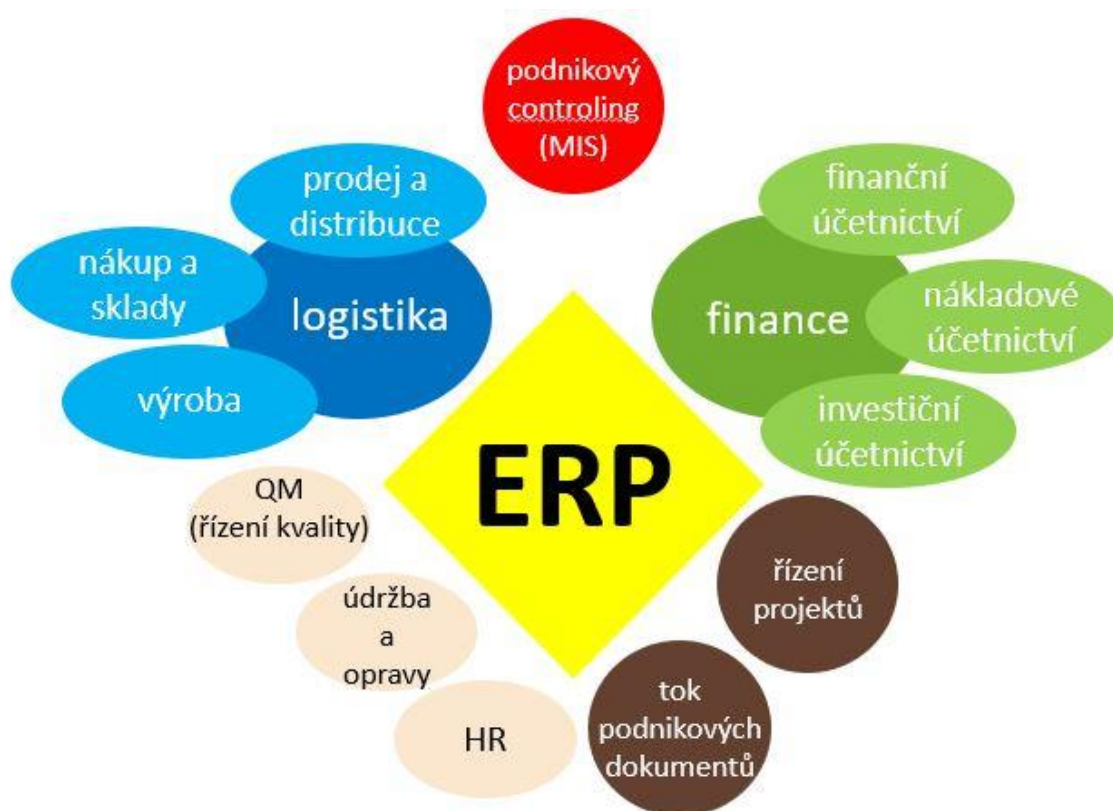 podnikový
controling
(MIS)
prodej a
distribuce
nákup a
sklady
logistika
výroba
finanční
účetnictví
finance
nákladové
účetnictví
investiční
účetnictví
ERP
QM
(řízení kvality)
údržba
a
opravy
HR
řízení
projektů
tok
podnikových
dokumentů